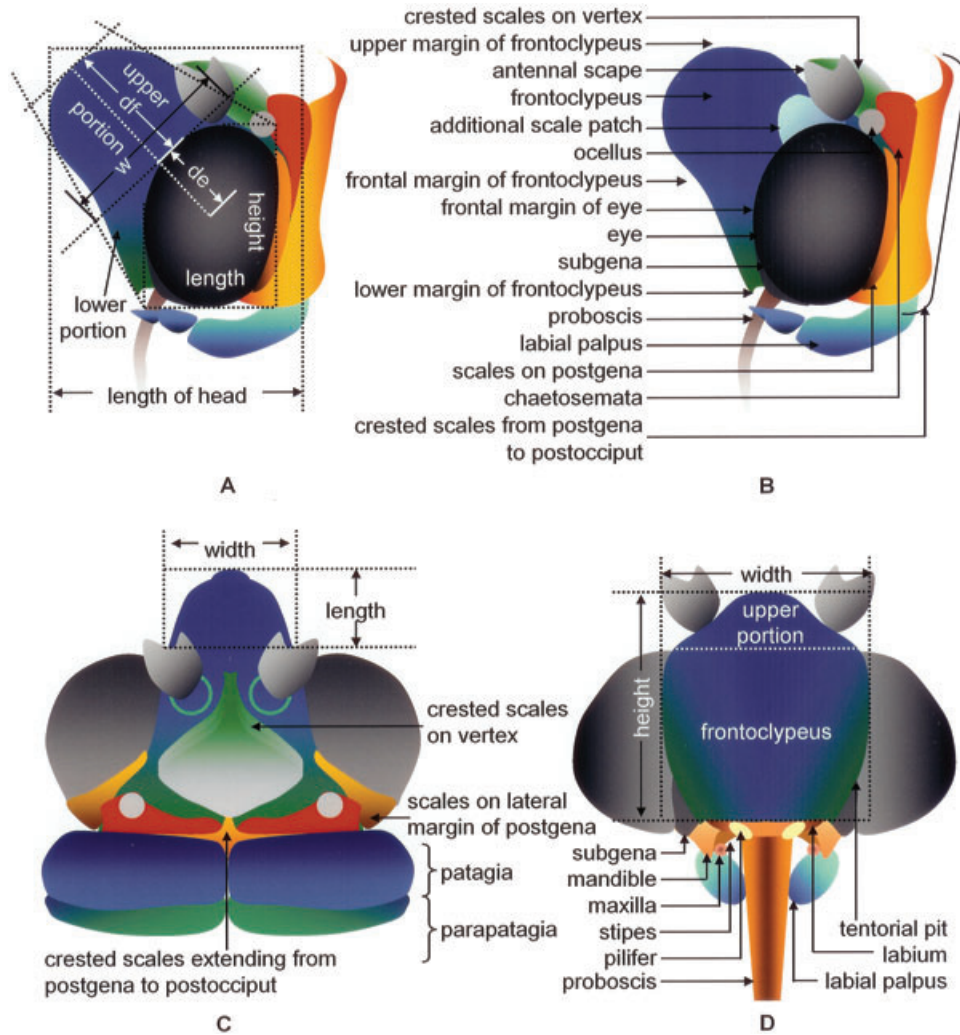 upper
df
portion
w
de
height
length
lower
portion
length of head
A
crested scales on vertex
upper margin of frontoclypeus
antennal scape
frontoclypeus
additional scale patch
ocellus
frontal margin of frontoclypeus
frontal margin of eye
eye
subgena
lower margin of frontoclypeus
proboscis
labial palpus
scales on postgena
chaetosemata
crested scales from postgena
to postocciput
B
width
length
crested scales
on vertex
scales on lateral
margin of postgena
patagia
parapatagia
crested scales extending from
postgena to postocciput
C
width
upper
portion
height
frontoclypeus
subgena
mandible
maxilla
stipes
pilifer
proboscis
tentorial pit
labium
labial palpus
D